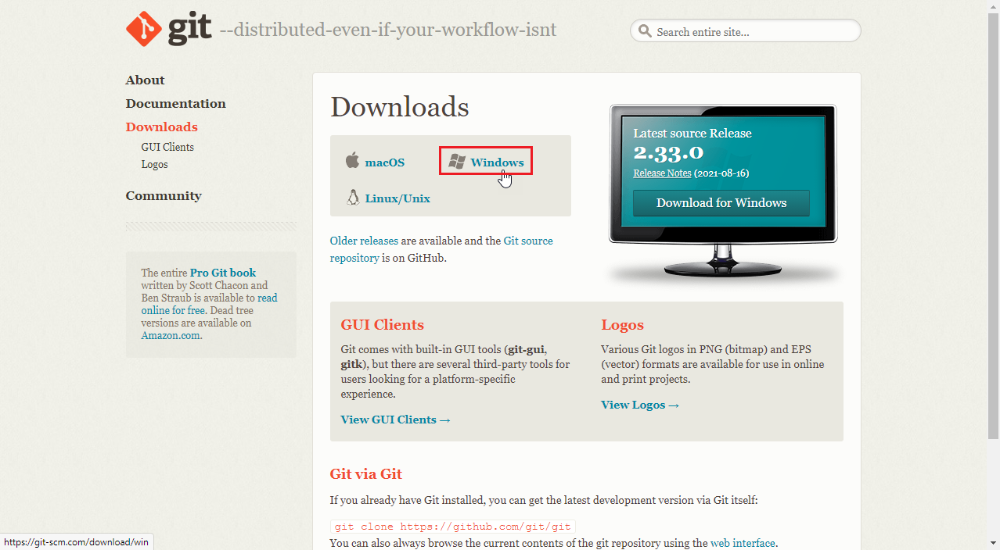 git --distributed-even-if-your-workflow-isnt
Search entire site...
About
Documentation
Downloads
GUI Clients
Logos
Community
The entire Pro Git book
written by Scott Chacon and
Ben Straub is available to read
online for free. Dead tree
versions are available on
Amazon.com.
Downloads
macOS
Windows
Linux/Unix
Older releases are available and the Git source
repository is on GitHub.
Latest source Release
2.33.0
Release Notes (2021-08-16)
Download for Windows
GUI Clients
Git comes with built-in GUI tools (git-gui,
gitk), but there are several third-party tools for
users looking for a platform-specific
experience.
View GUI Clients →
Logos
Various Git logos in PNG (bitmap) and EPS
(vector) formats are available for use in online
and print projects.
View Logos →
Git via Git
If you already have Git installed, you can get the latest development version via Git itself:
git clone https://github.com/git/git
You can also always browse the current contents of the git repository using the web interface.
https://git-scm.com/download/win